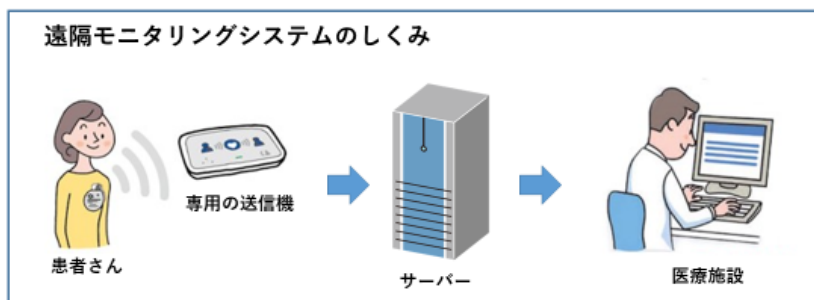 遠隔モニタリングシステムのしくみ
専用の送信機
患者さん
サーバー
医療施設